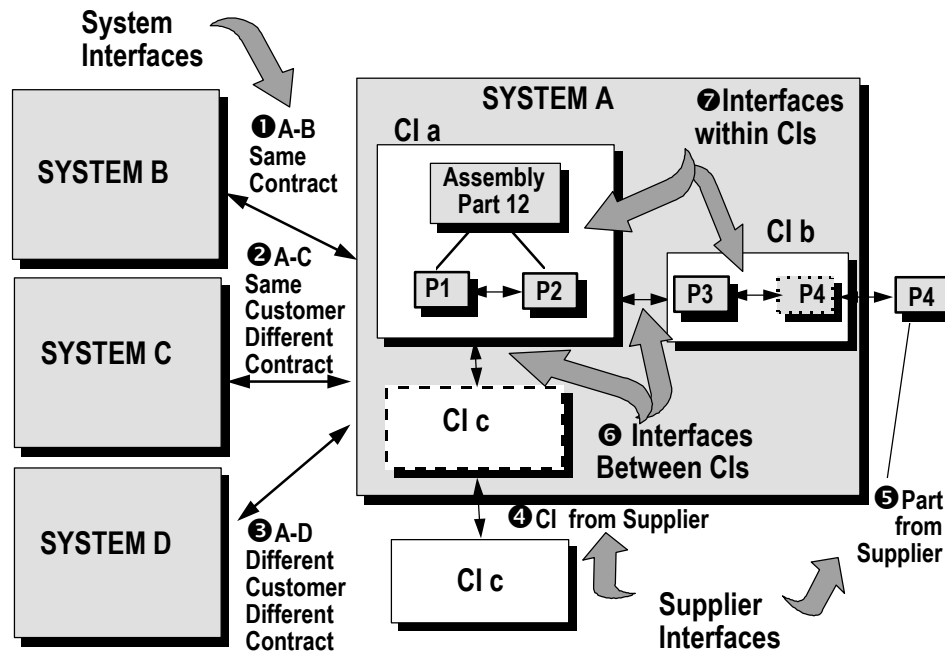 System
Interfaces
❶A-B
Same
Contract
SYSTEM B
❷A-C
Same
Customer
Different
Contract
SYSTEM C
❸A-D
Different
Customer
Different
Contract
SYSTEM D
SYSTEM A
CI a
Assembly
Part 12
P1
P2
❼Interfaces
within CIs
CI b
P3
P4
P4
CI c
❻ Interfaces
Between CIs
❹CI from Supplier
CI c
❺Part
from
Supplier
Supplier
Interfaces